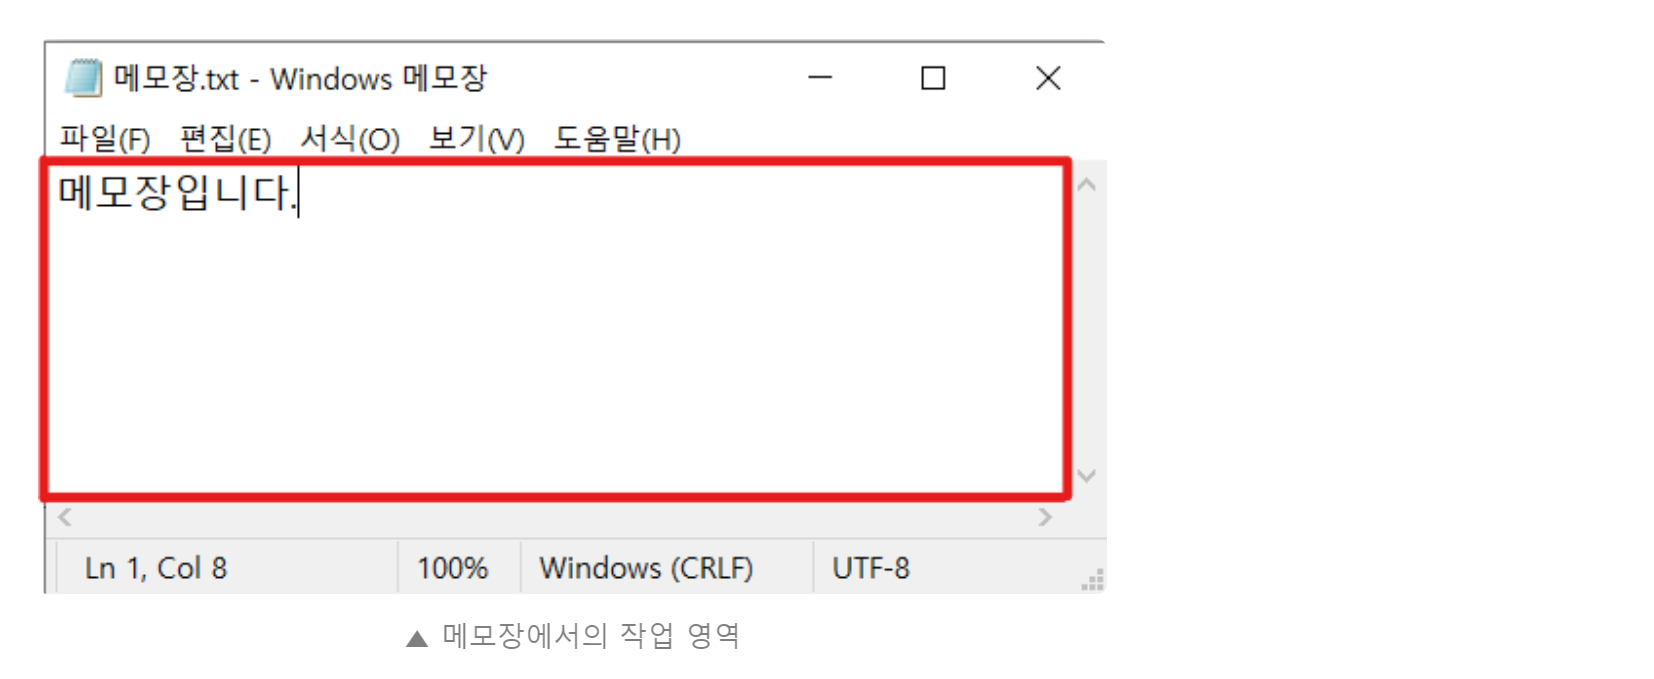 메모장.txt - Windows 메모장
파일(F) 편집(E) 서식(O) 보기(V) 도움말(H)
메모장입니다.
Ln 1, Col 8 100% Windows (CRLF) UTF-8
▲ 메모장에서의 작업 영역